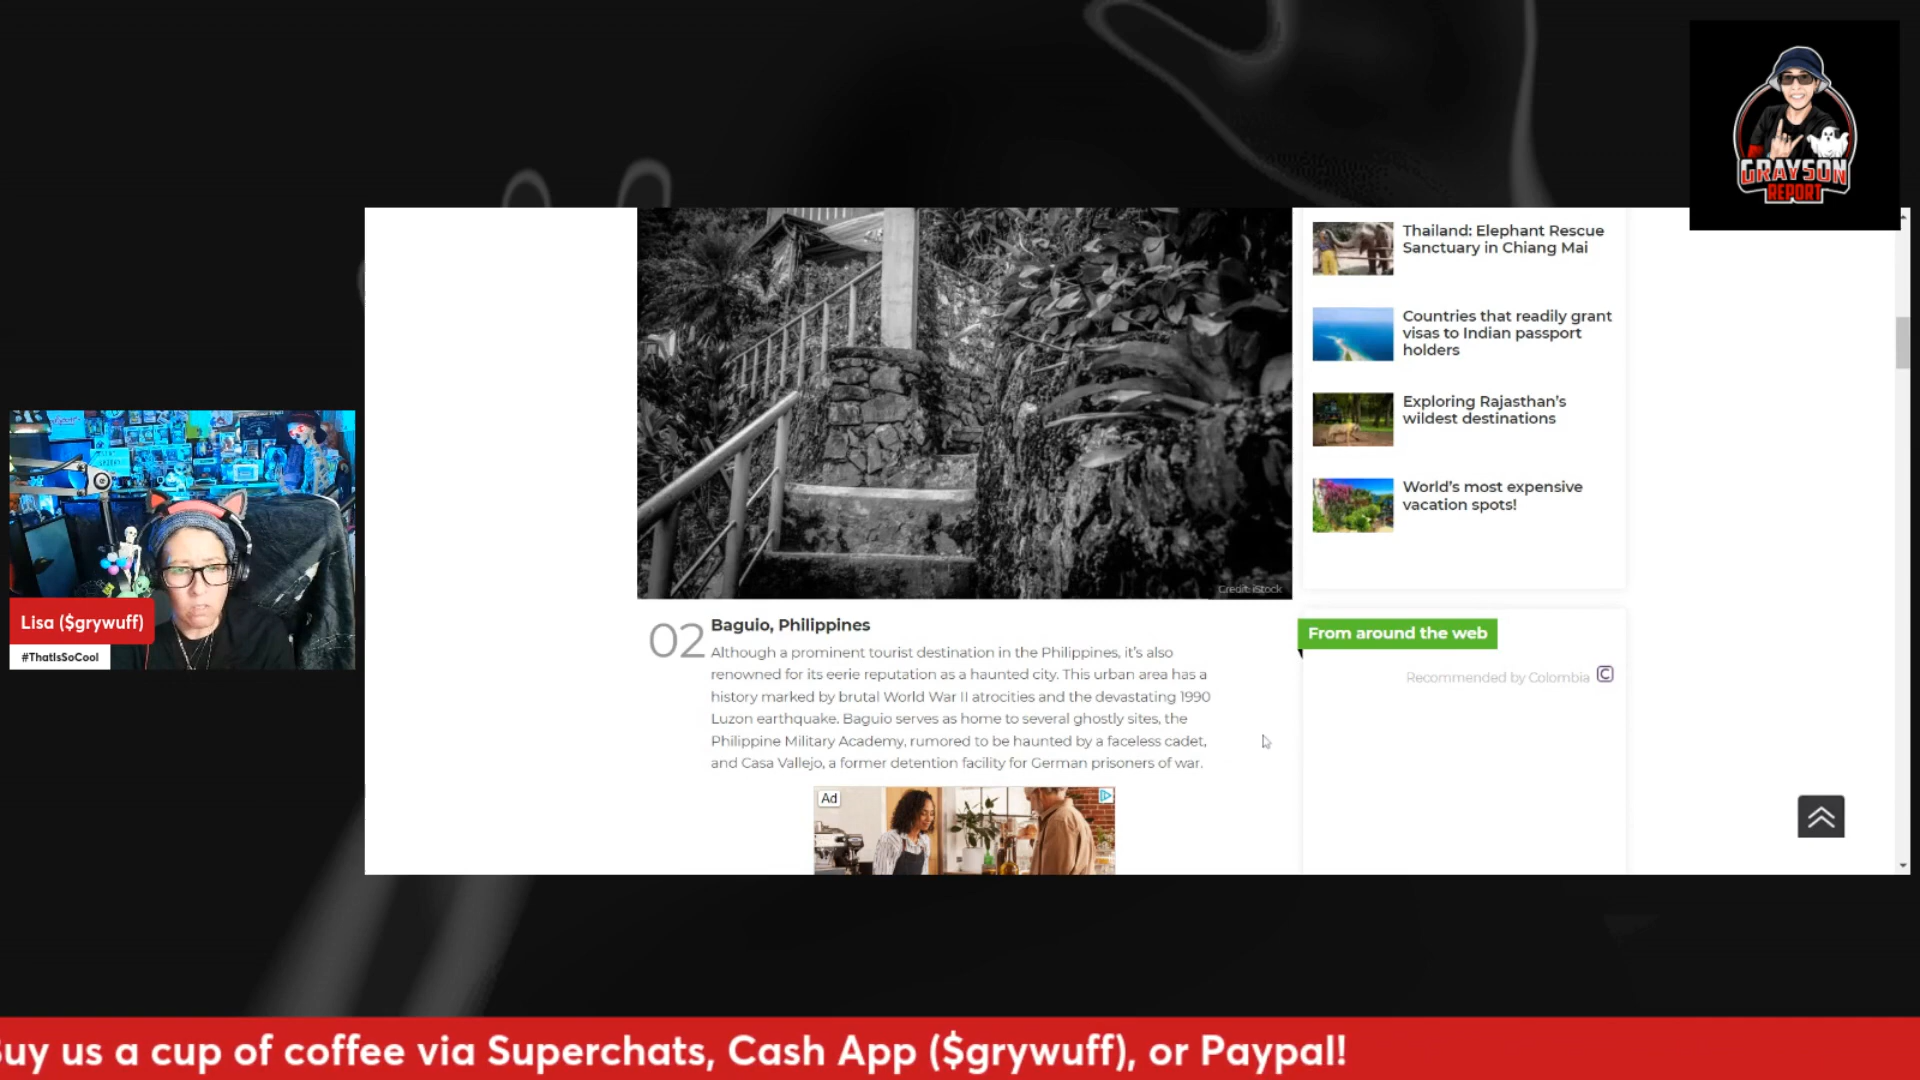 GRAYSON
REPORT
Thailand: Elephant Rescue
Sanctuary in Chiang Mai
Countries that readily grant
visas to Indian passport
holders
Exploring Rajasthan's
wildest destinations
World's most expensive
vacation spots!
Credit: iStock
02
Baguio, Philippines
Although a prominent tourist destination in the Philippines, it's also
renowned for its eerie reputation as a haunted city. This urban area has a
history marked by brutal World War II atrocities and the devastating 1990
Luzon earthquake. Baguio serves as home to several ghostly sites, the
Philippine Military Academy, rumored to be haunted by a faceless cadet,
and Casa Vallejo, a former detention facility for German prisoners of war.
From around the web
Recommended by Colombia
Ad
Lisa ($grywuff)
#ThatIsSoCool
uy us a cup of coffee via Superchats, Cash App ($grywuff), or Paypal!